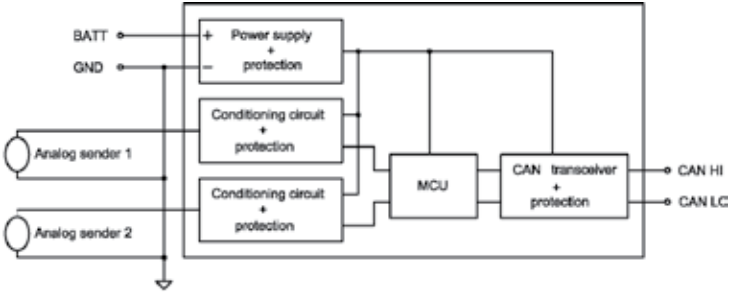 BATT
GND
+
−
Power supply
+
protection
Conditioning circuit
+
protection
Analog sender 1
MCU
CAN transceiver
+
protection
CAN HI
CAN LO
Conditioning circuit
+
protection
Analog sender 2